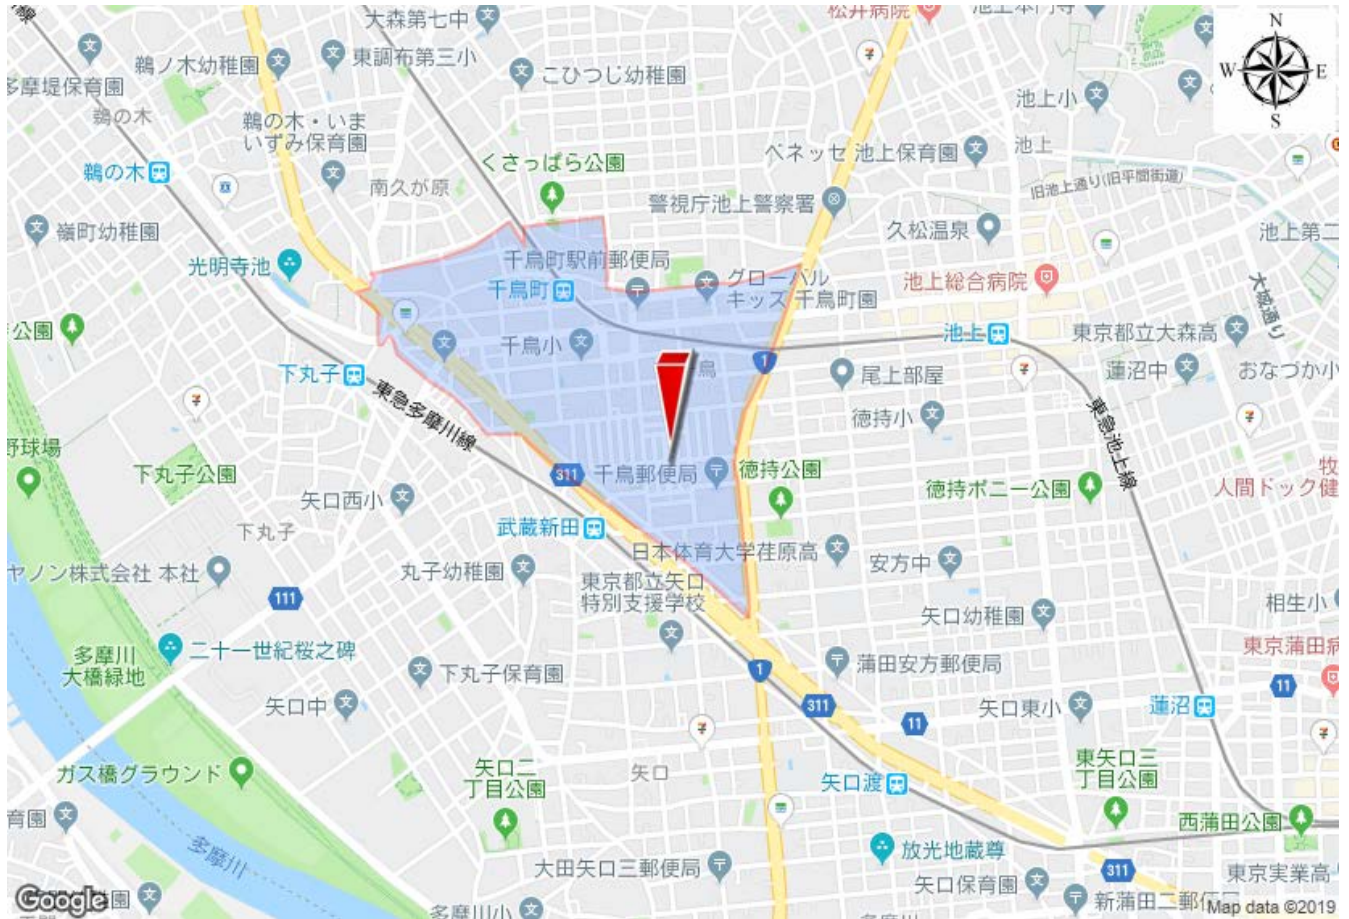 大森第七中
松井病院
東調布第三小
鵜ノ木幼稚園
こひつじ幼稚園
多摩堤保育園
鵜の木
鵜の木・いま
いずみ保育園
池上小
ベネッセ 池上保育園
池上
くさっぱら公園
鵜の木
南久が原
旧池上通り(旧平間街道)
警視庁池上警察署
嶺町幼稚園
久松温泉
池上第二
光明寺池
千鳥町駅前郵便局
千鳥町
グローバル
キッズ 千鳥町園
池上総合病院
大城通り
公園
千鳥小
池上
東京都立大森高
下丸子
鳥
1
尾上部屋
蓮沼中
おなづか小
東急多摩川線
徳持小
東急池上線
野球場
下丸子公園
311
千鳥郵便局
徳持公園
徳持ポニー公園
人間ドック健
矢口西小
下丸子
武蔵新田
日本体育大学荏原高
安方中
ヤノン株式会社 本社
丸子幼稚園
東京都立矢口
特別支援学校
111
矢口幼稚園
相生小
二十一世紀桜之碑
多摩川
大橋緑地
下丸子保育園
1
蒲田安方郵便局
東京蒲田病
11
矢口中
311
11
矢口東小
蓮沼
ガス橋グラウンド
矢口二
丁目公園
矢口
矢口渡
東矢口三
丁目公園
育園
西蒲田公園
多摩川
放光地蔵尊
大田矢口三郵便局
311
東京実業高
矢口保育園
Google
園
多摩川小
新蒲田二郵便局
Map data ©2019
N
W
E
S